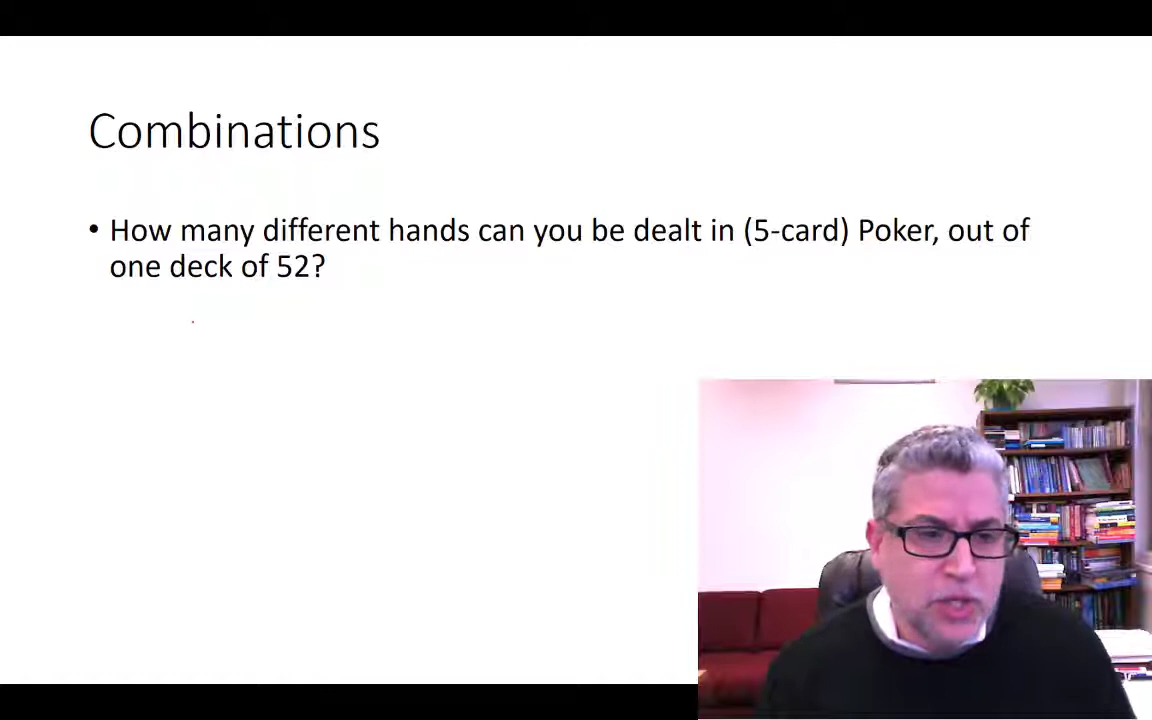 Combinations
• How many different hands can you be dealt in (5-card) Poker, out of
one deck of 52?